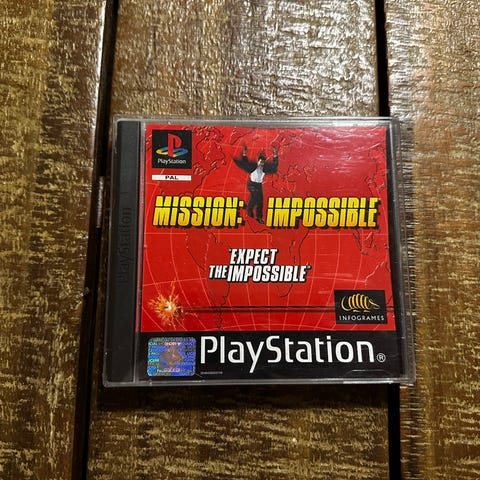 PlayStation
PAL
PlayStation
MISSION: IMPOSSIBLE
"EXPECT
THE IMPOSSIBLE"
INFOGRAMES
PlayStation®